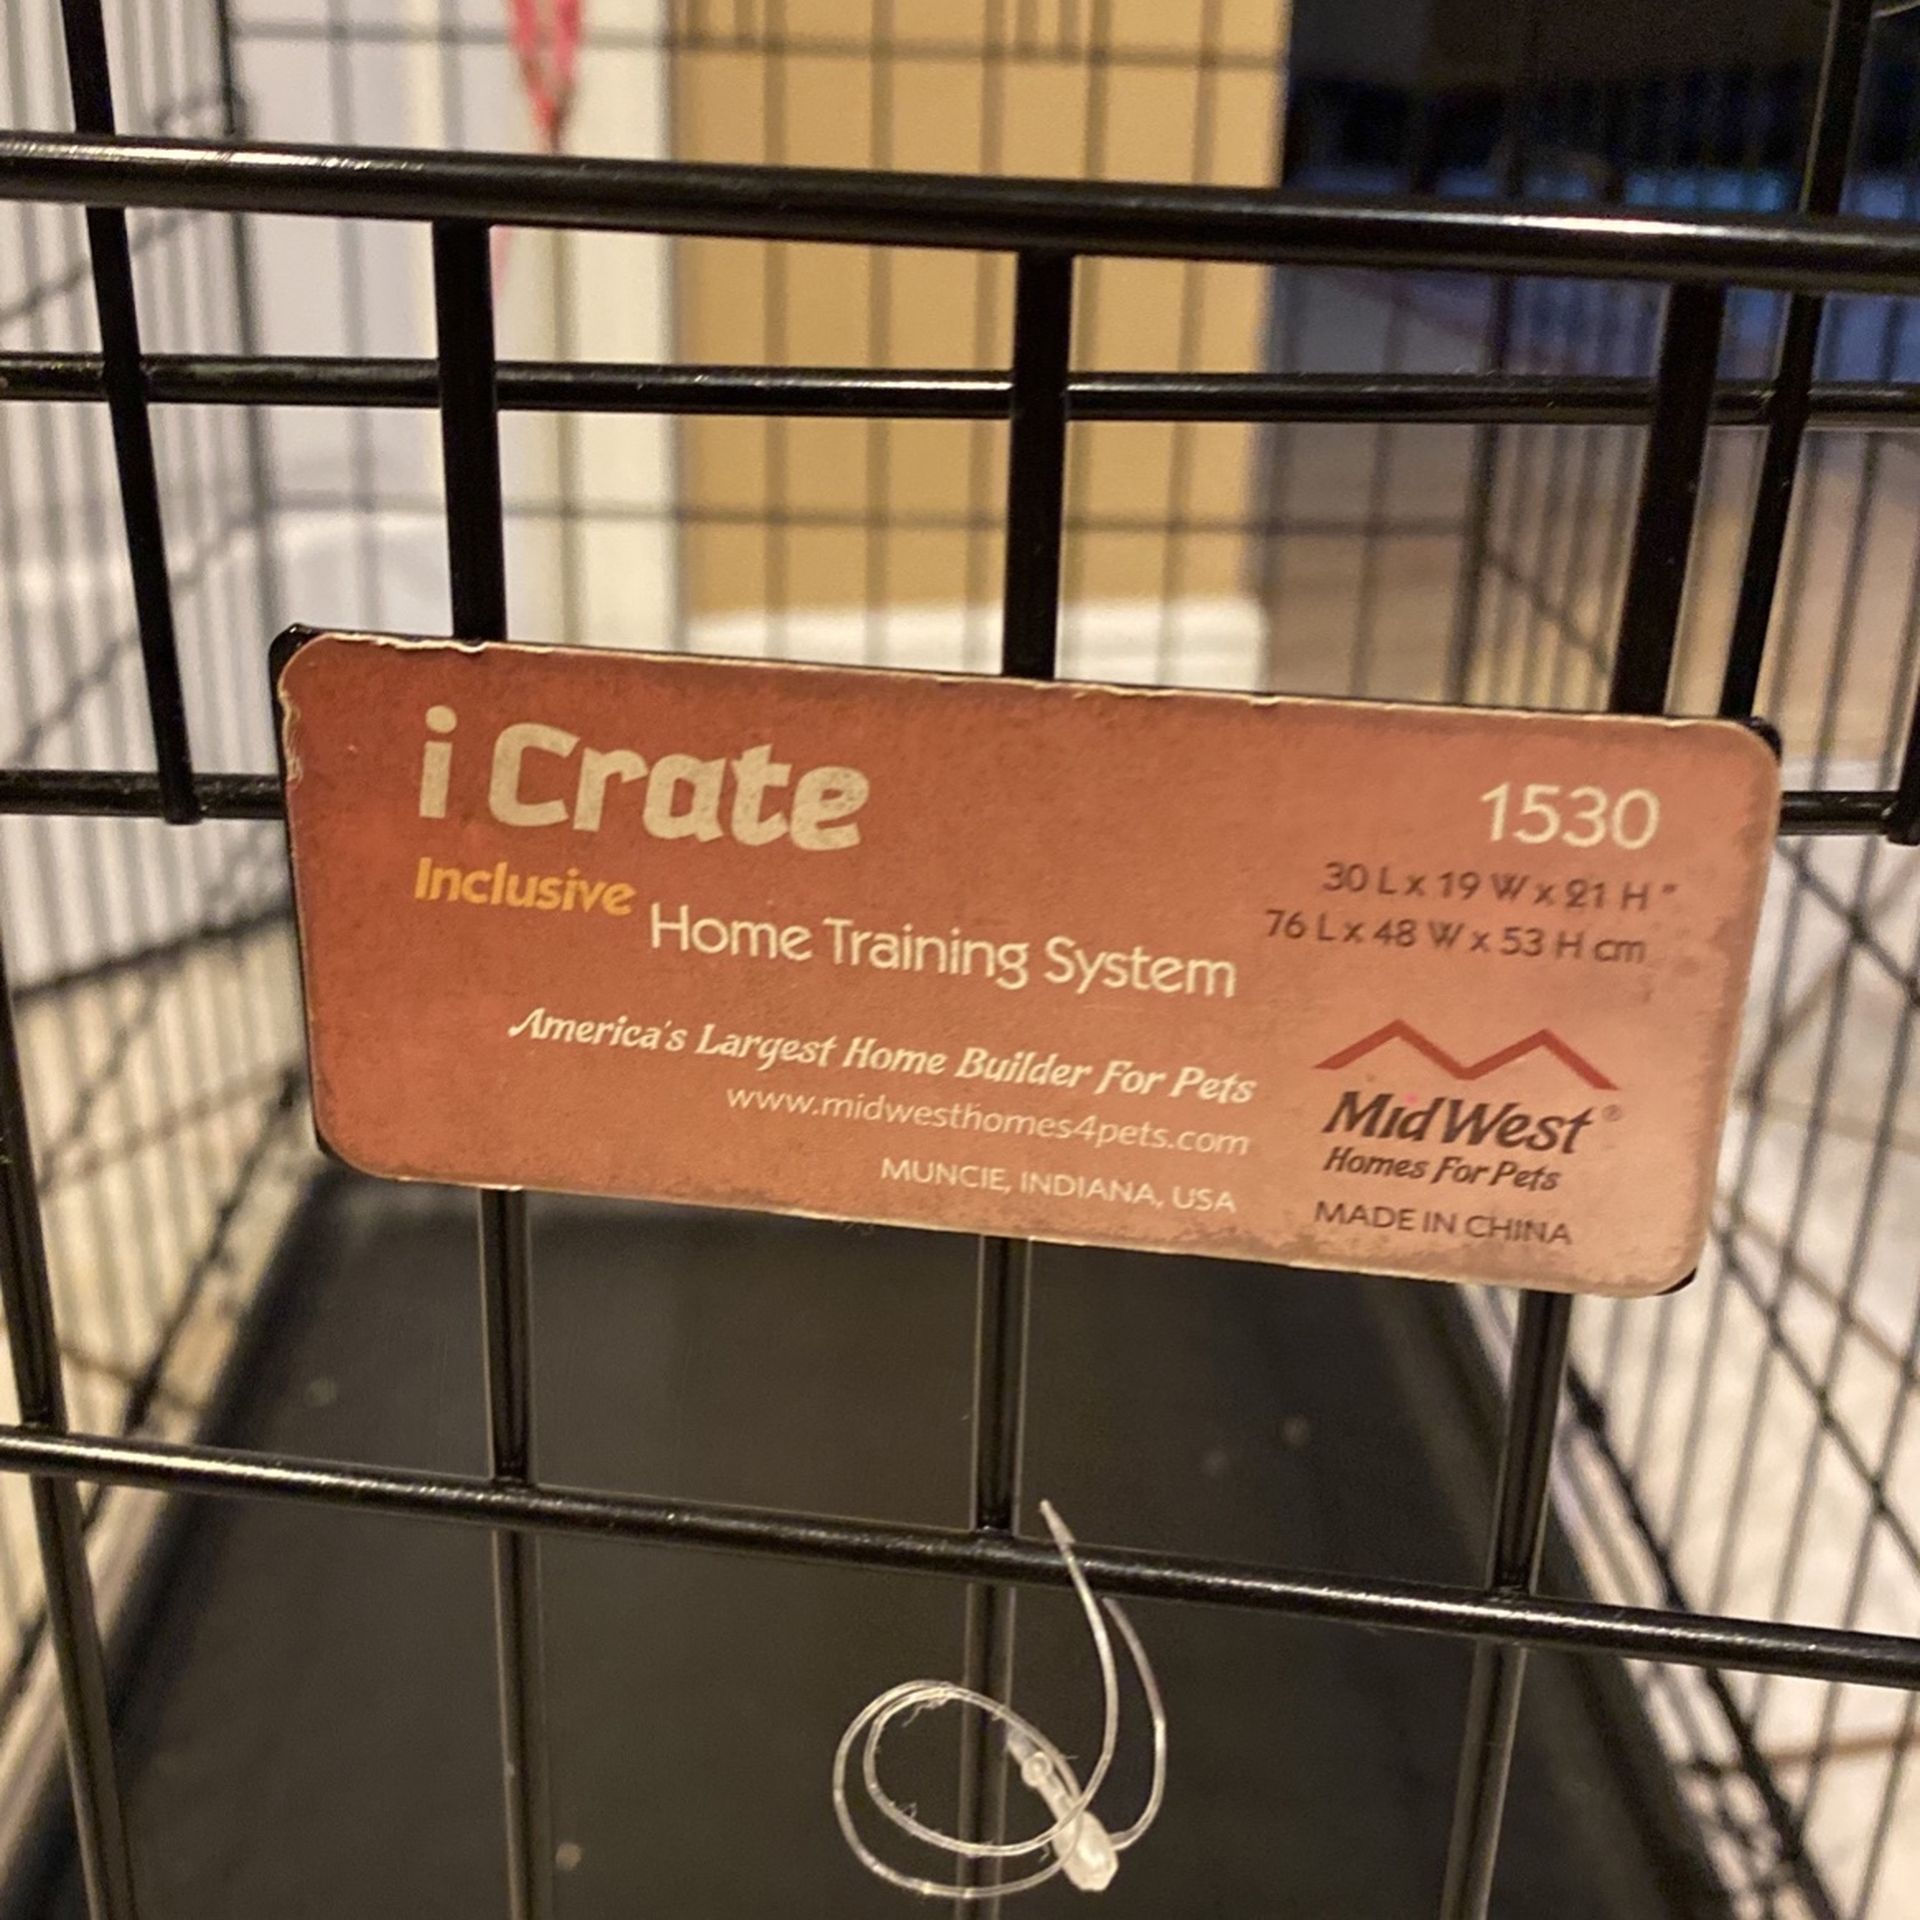 i Crate
Inclusive Home Training System
America's Largest Home Builder For Pets
www.midwesthomes4pets.com
MUNCIE, INDIANA, USA
1530
30 L x 19 W x 21 H "
76 L x 48 W x 53 H cm
MidWest®
Homes For Pets
MADE IN CHINA